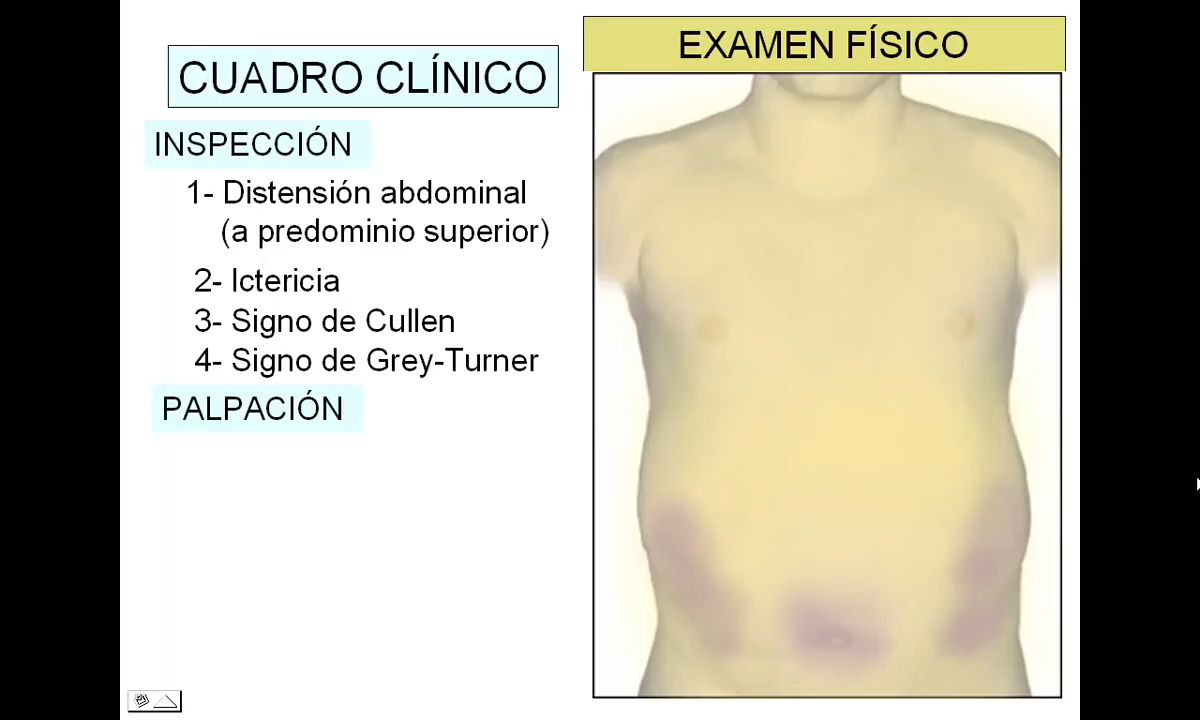 CUADRO CLÍNICO
INSPECCIÓN
1- Distensión abdominal
(a predominio superior)
2- Ictericia
3- Signo de Cullen
4- Signo de Grey-Turner
PALPACIÓN
EXAMEN FÍSICO